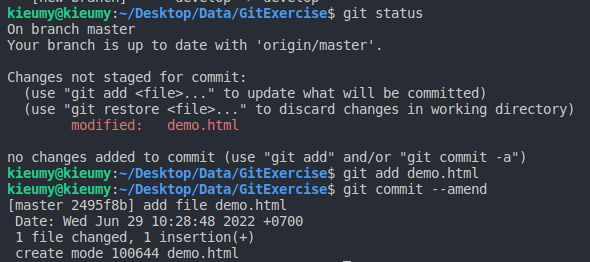 kieumy@kieumy:~/Desktop/Data/GitExercise$ git status
On branch master
Your branch is up to date with 'origin/master'.
Changes not staged for commit:
(use "git add <file>..." to update what will be committed)
(use "git restore <file>..." to discard changes in working directory)
modified: demo.html
no changes added to commit (use "git add" and/or "git commit -a")
kieumy@kieumy:~/Desktop/Data/GitExercise$ git add demo.html
kieumy@kieumy:~/Desktop/Data/GitExercise$ git commit --amend
[master 2495f8b] add file demo.html
Date: Wed Jun 29 10:28:48 2022 +0700
1 file changed, 1 insertion(+)
create mode 100644 demo.html